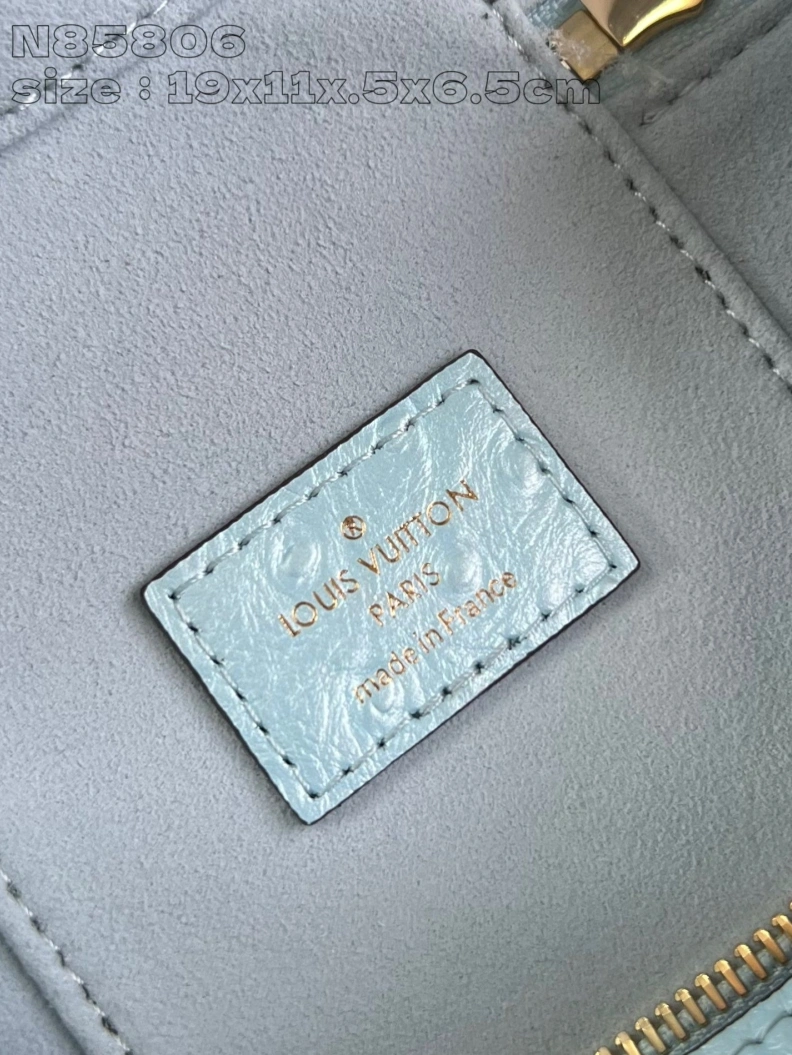 N85806
size : 19x11x.5x6.5cm
®
LOUIS VUITTON
PARIS
made in France